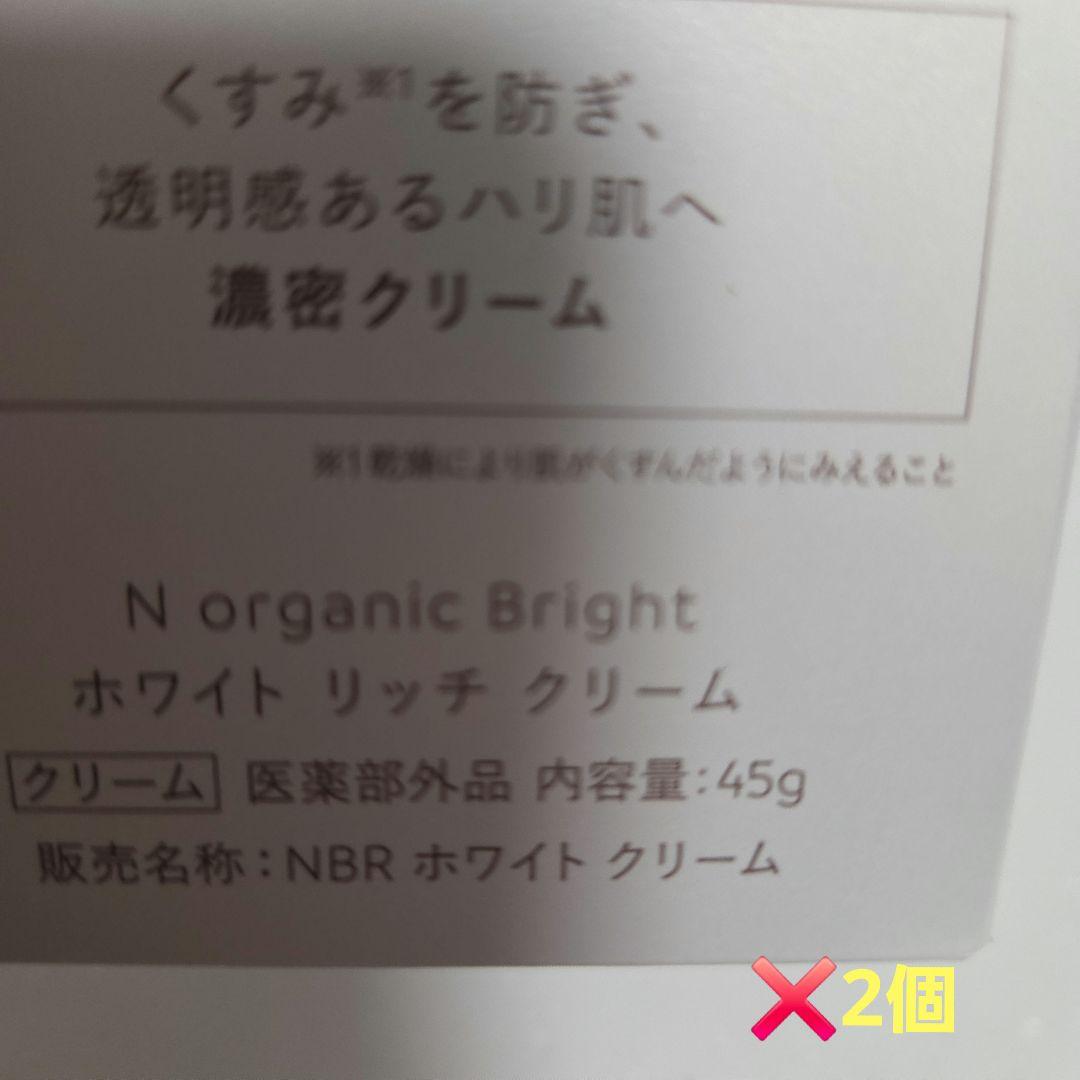 くすみ※1を防ぎ、
透明感あるハリ肌へ
濃密クリーム
※1乾燥により肌がくすんだようにみえること
N organic Bright
ホワイト リッチ クリーム
クリーム 医薬部外品 内容量:45g
販売名称:NBR ホワイト クリーム
❌2個